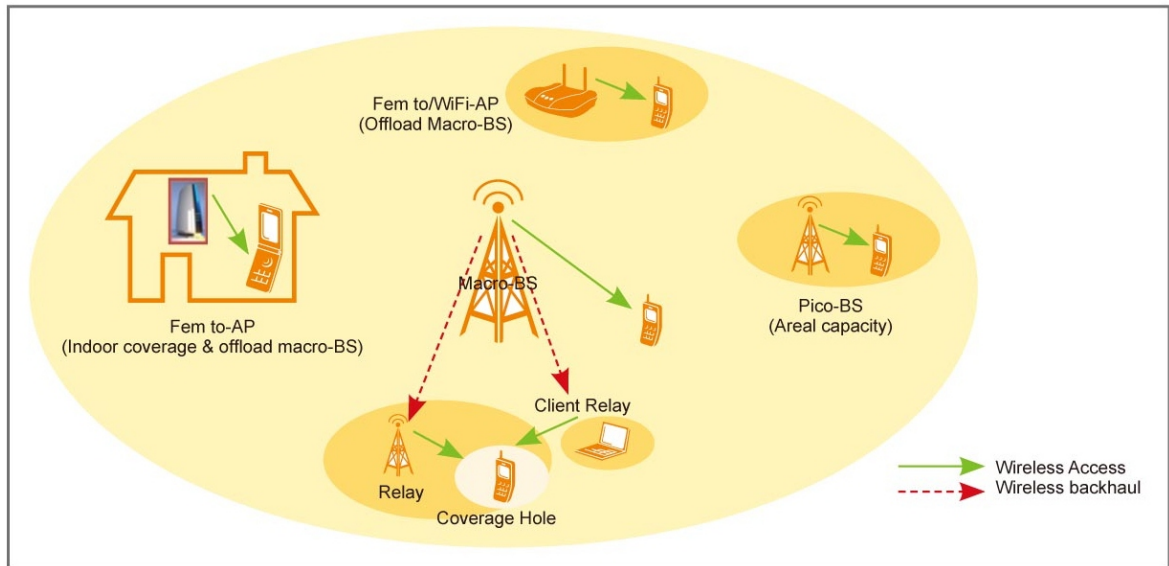 Fem to/WiFi-AP
(Offload Macro-BS)
Macro-BS
Pico-BS
(Areal capacity)
Fem to-AP
(Indoor coverage & offload macro-BS)
Client Relay
Relay
Coverage Hole
Wireless Access
Wireless backhaul